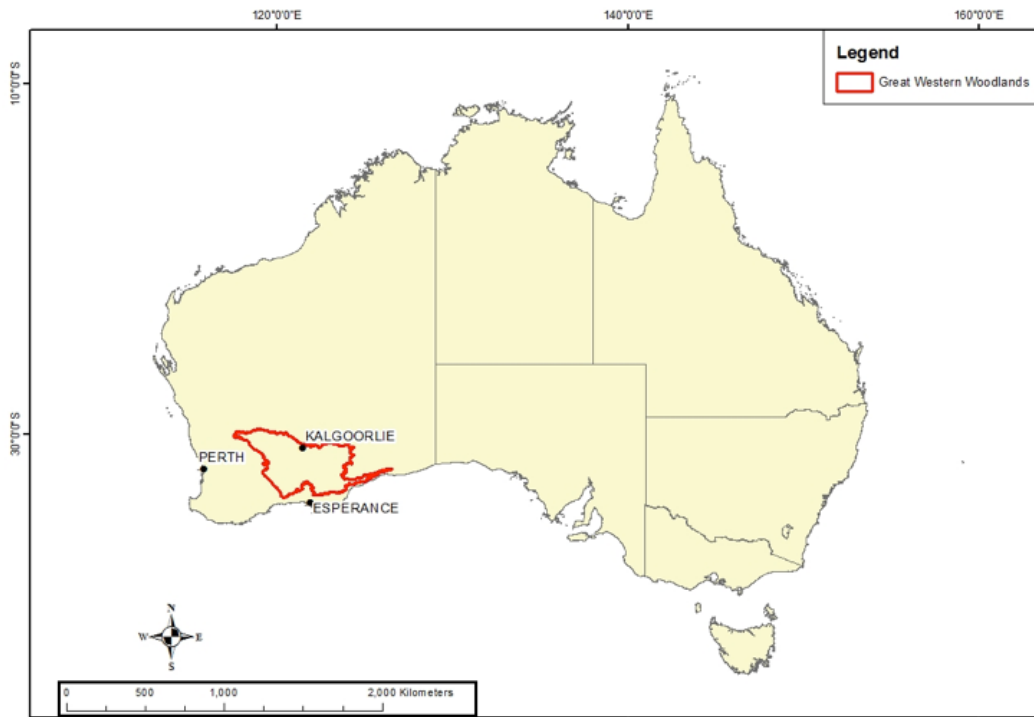 120°0'0"E
140°0'0"E
160°0'0"E
Legend
Great Western Woodlands
10°0'0"S
30°0'0"S
KALGOORLIE
PERTH
ESPERANCE
N
W E
S
0 500 1,000 2,000 Kilometers